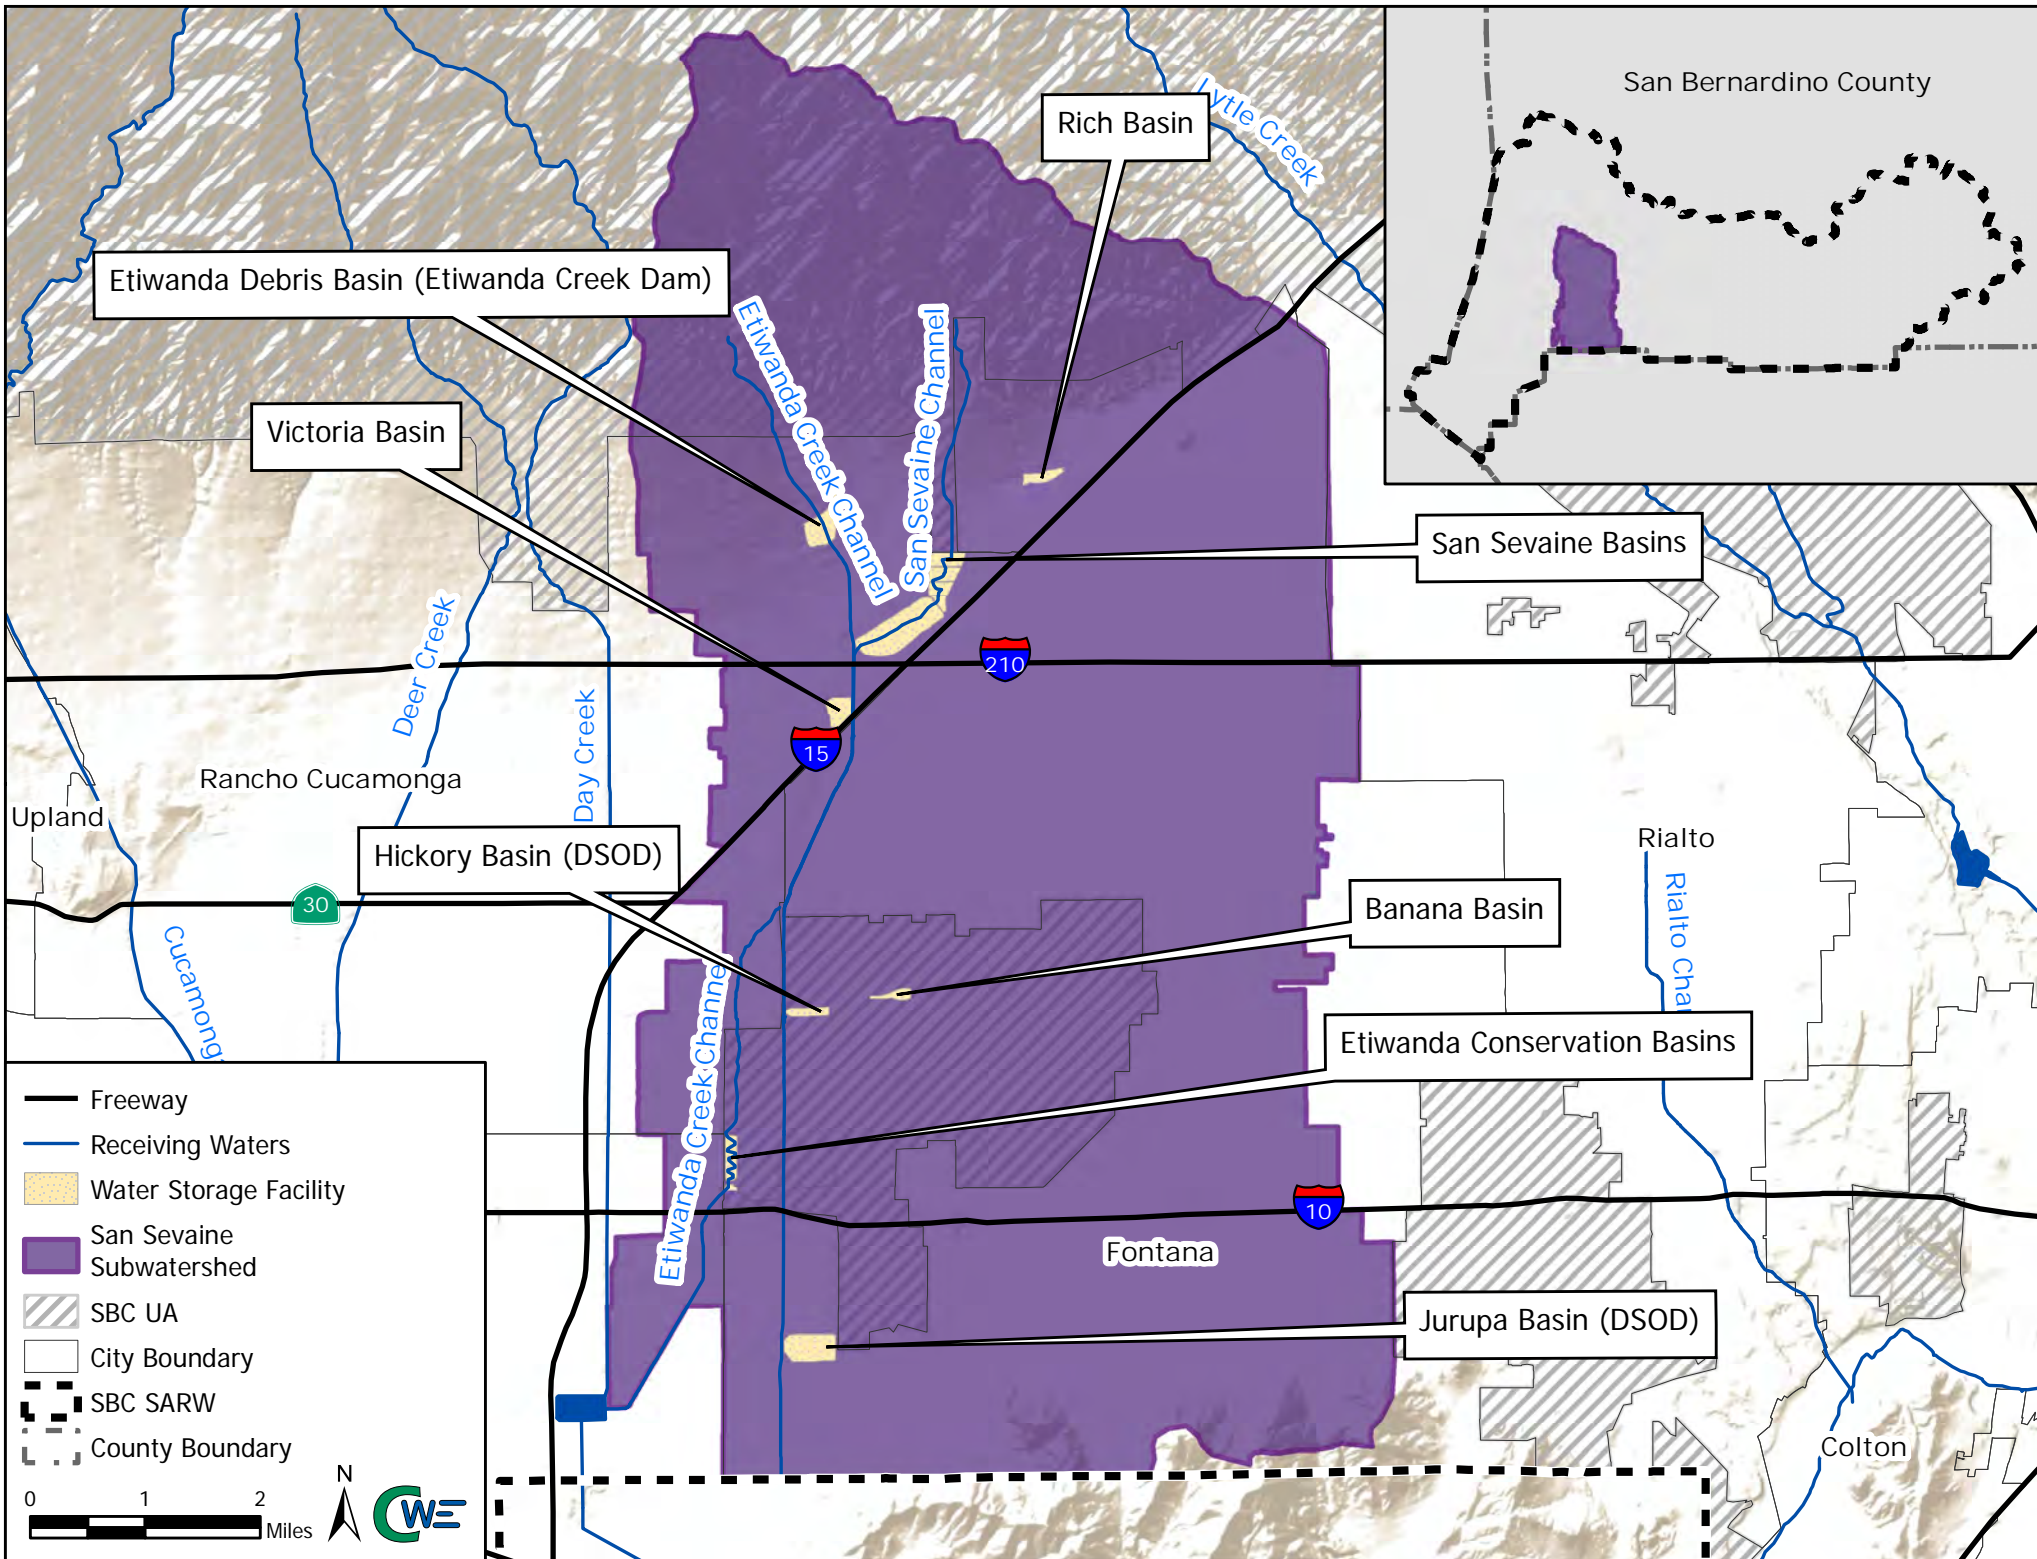 San Bernardino County
Lytle Creek
Rich Basin
Etiwanda Debris Basin (Etiwanda Creek Dam)
Etiwanda Creek Channel
San Sevaine Channel
Victoria Basin
San Sevaine Basins
Deer Creek
210
Day Creek
15
Rancho Cucamonga
Upland
Hickory Basin (DSOD)
Rialto
30
Banana Basin
Rialto Cha
Cucamong
Etiwanda Creek Channel
Etiwanda Conservation Basins
10
Fontana
Jurupa Basin (DSOD)
Colton
Freeway
Receiving Waters
Water Storage Facility
San Sevaine
Subwatershed
SBC UA
City Boundary
SBC SARW
County Boundary
0 1 2
Miles
N
CWE